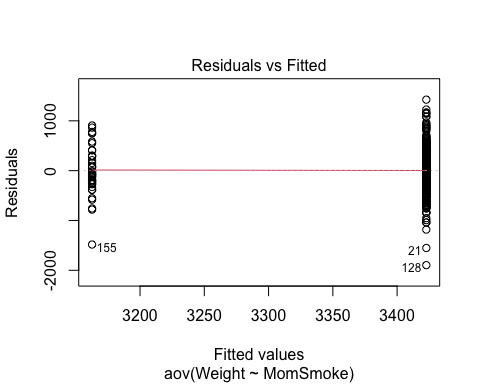 Residuals vs Fitted
Residuals
1000
0
-2000
155
21
128
3200 3250 3300 3350 3400
Fitted values
aov(Weight ~ MomSmoke)